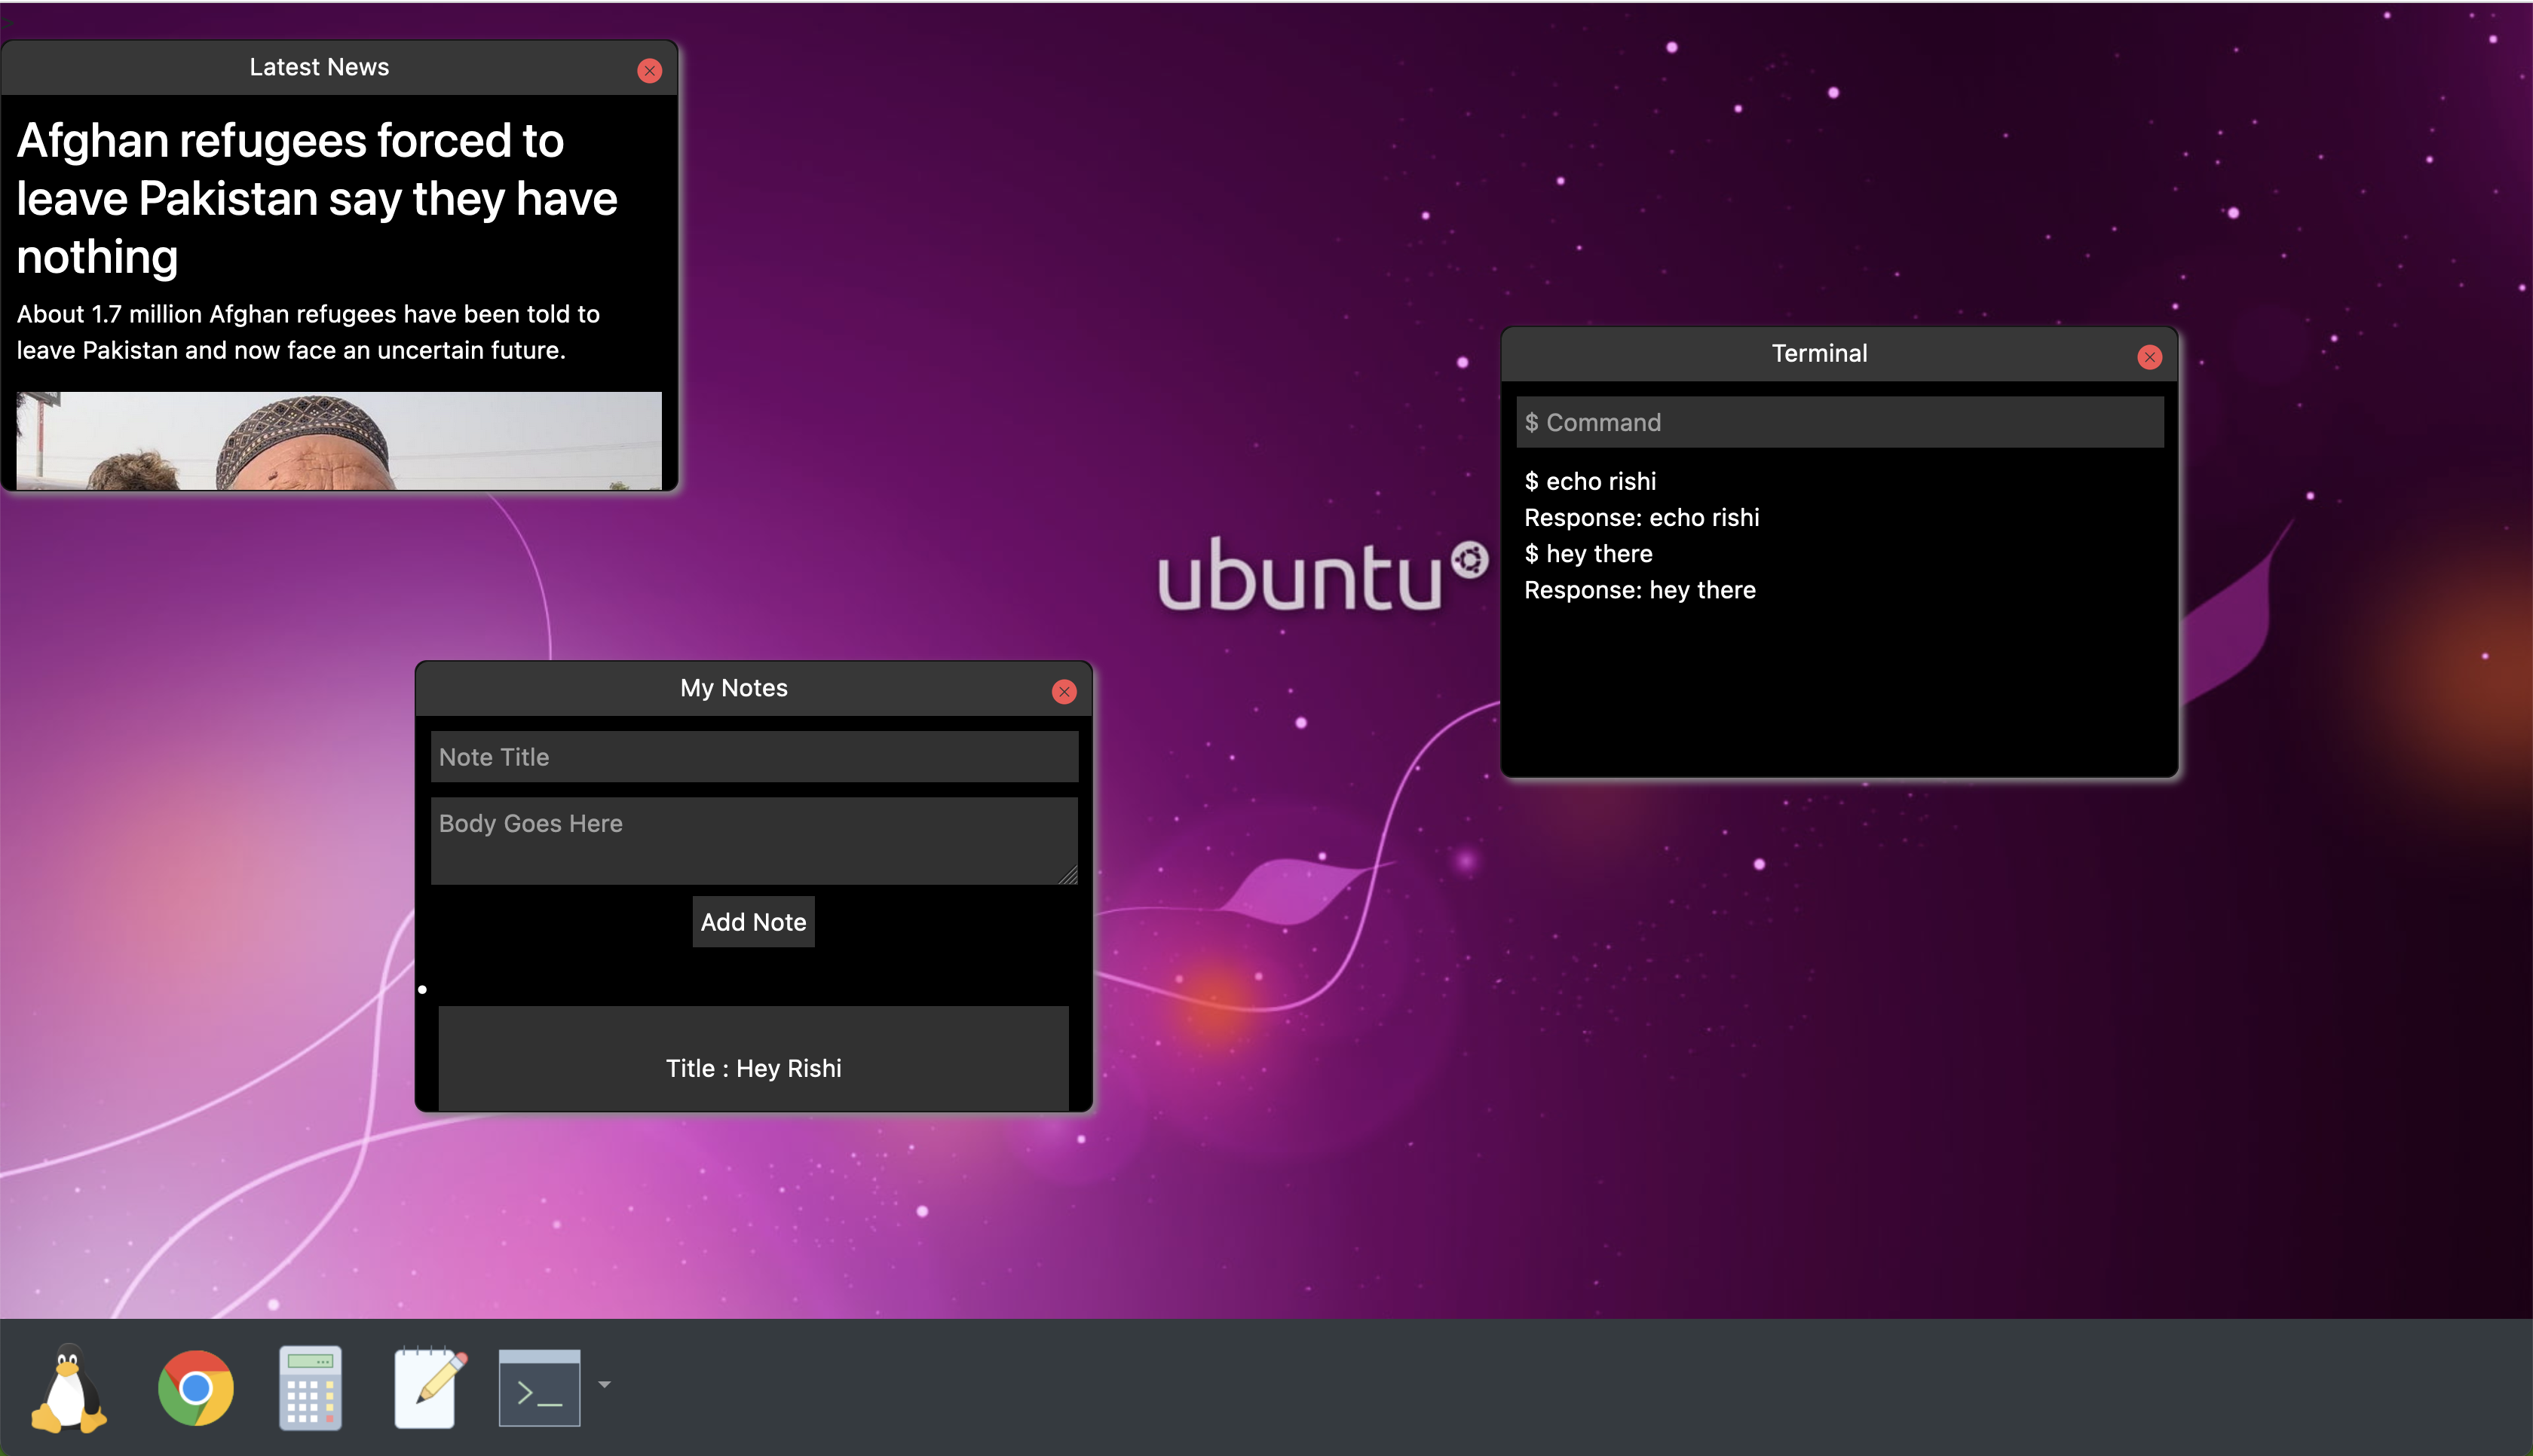 >
Latest News
Afghan refugees forced to
leave Pakistan say they have
nothing
About 1.7 million Afghan refugees have been told to
leave Pakistan and now face an uncertain future.
Terminal
$ Command
$ echo rishi
Response: echo rishi
$ hey there
Response: hey there
ubuntu
My Notes
Note Title
Body Goes Here
Add Note
Title : Hey Rishi
>_